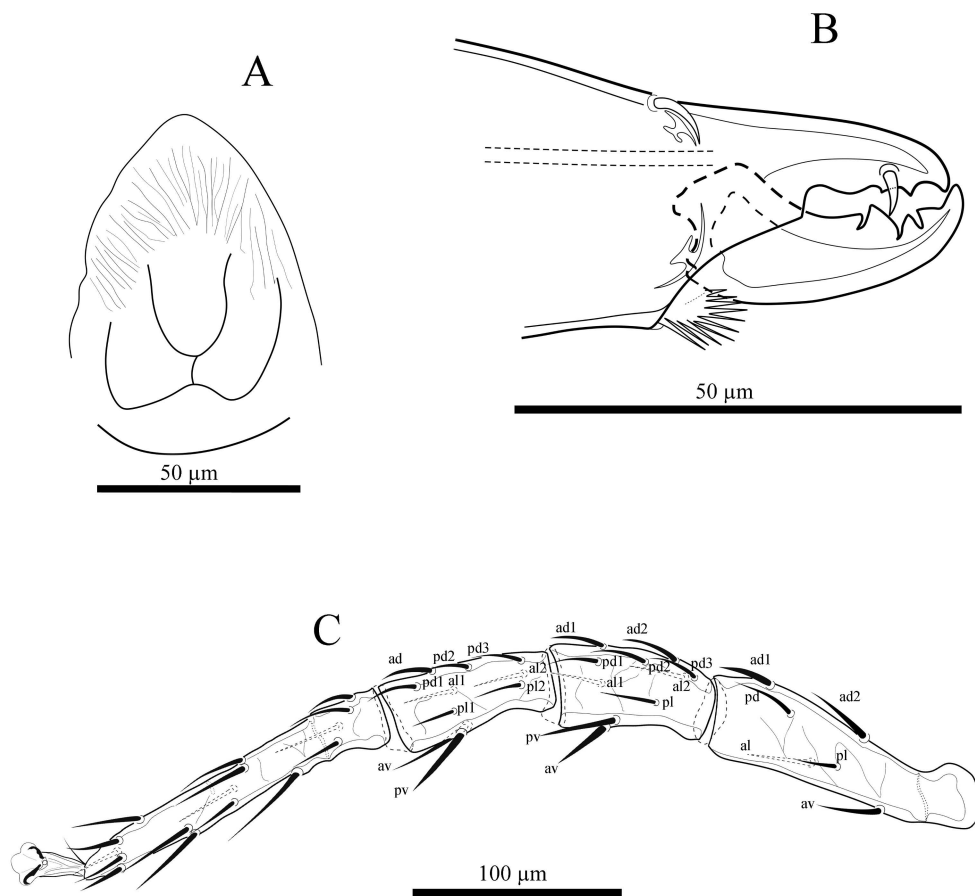 A
B
50 µm
50 µm
C
ad
pd2
pd3
pd1
al1
al2
pl2
pl1
av
pv
ad1
ad2
pd1
pd2
pd3
al1
al2
pl
pv
av
ad1
pd
ad2
al
pl
av
100 µm